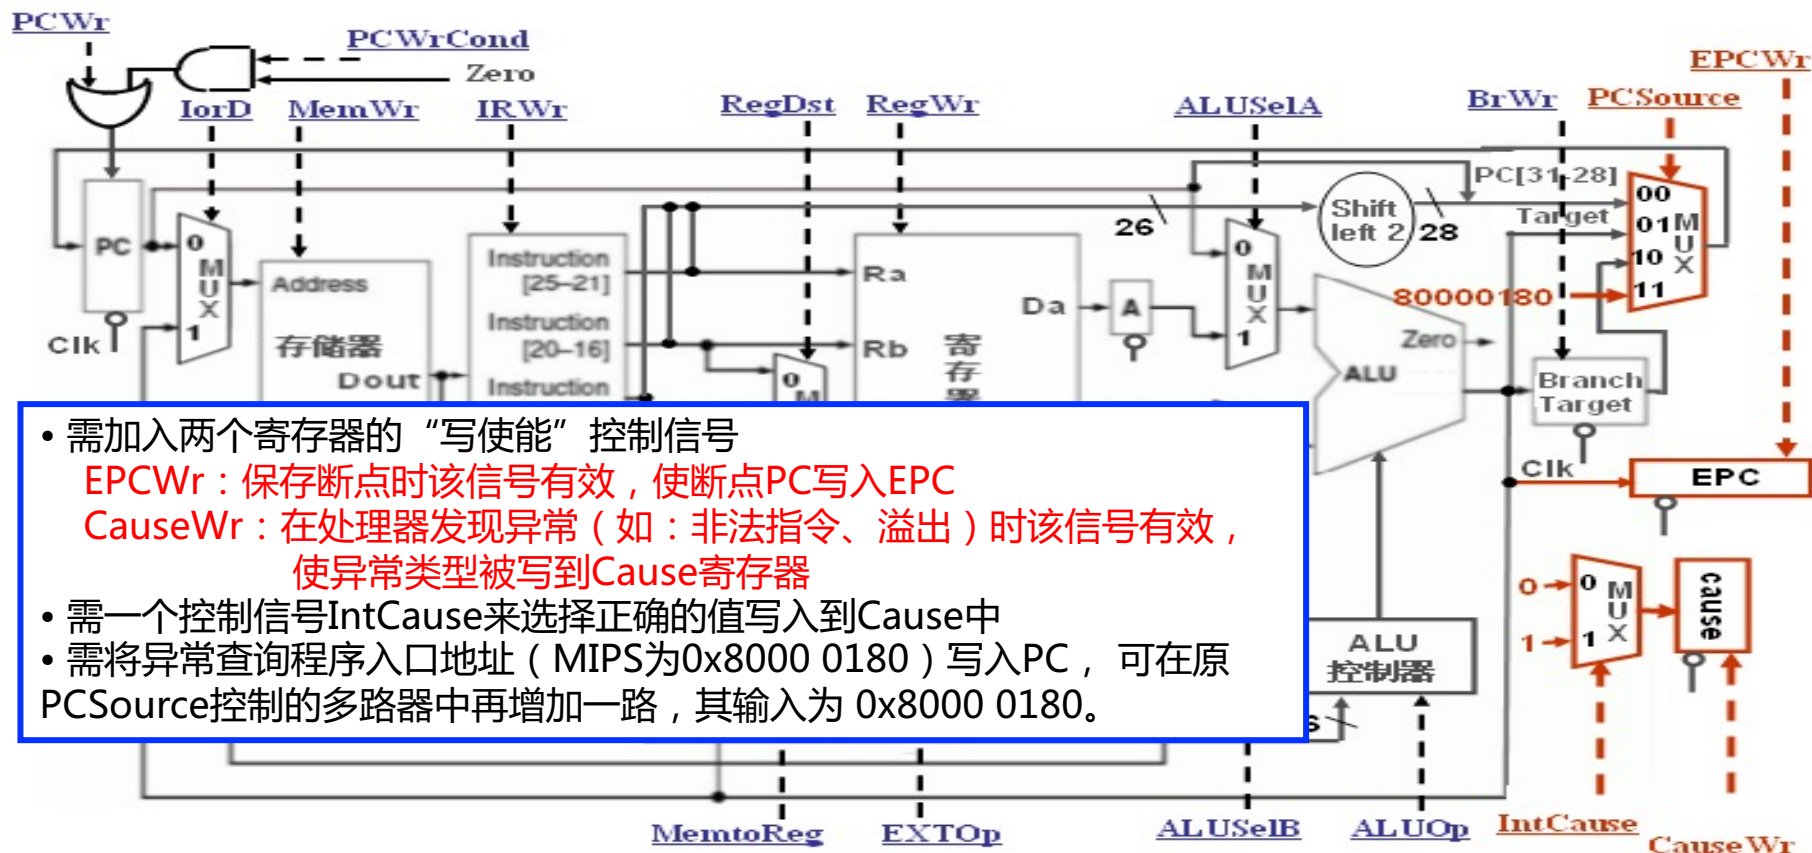 PCWr
PCWrCond
Zero
EPCWr
IorD
MemWr
IRWr
RegDst
RegWr
ALUSelA
BrWr
PCSource
PC[31-28]
Target
00
01
10
11
MUX
26
Shift
left 2
28
PC
0
MUX
1
Address
存储器
Dout
Clk
Instruction
[25–21]
Instruction
[20–16]
Instruction
Ra
Rb
Da
寄
存
0
A
0
MUX
1
80000180
Zero
ALU
Branch
Target
Clk
EPC
• 需加入两个寄存器的“写使能”控制信号
EPCWr：保存断点时该信号有效，使断点PC写入EPC
CauseWr：在处理器发现异常（如：非法指令、溢出）时该信号有效，
使异常类型被写到Cause寄存器
• 需一个控制信号IntCause来选择正确的值写入到Cause中
• 需将异常查询程序入口地址（MIPS为0x8000 0180）写入PC， 可在原
PCSource控制的多路器中再增加一路，其输入为 0x8000 0180。
0
1
0
MUX
1
cause
ALU
控制器
MemtoReg
EXTOp
ALUSelB
ALUOp
IntCause
CauseWr